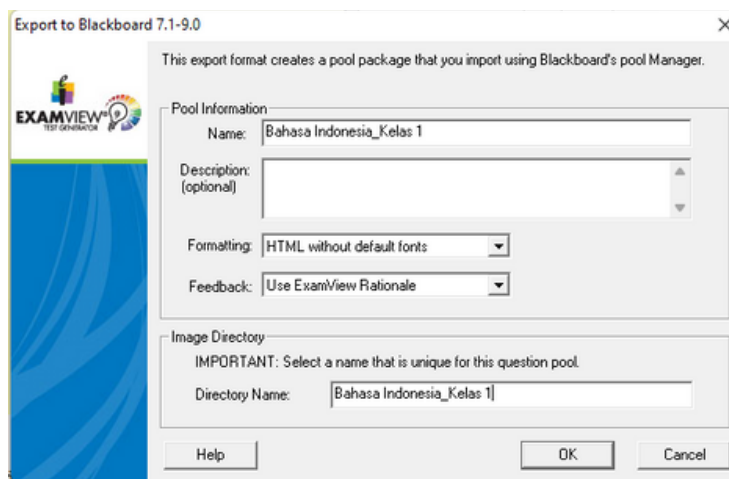 Export to Blackboard 7.1-9.0
This export format creates a pool package that you import using Blackboard's pool Manager.
EXAMVIEW®
TEST GENERATOR
Pool Information
Name: Bahasa Indonesia_Kelas 1
Description:
(optional)
Formatting: HTML without default fonts
Feedback: Use ExamView Rationale
Image Directory
IMPORTANT: Select a name that is unique for this question pool.
Directory Name: Bahasa Indonesia_Kelas 1
Help OK Cancel